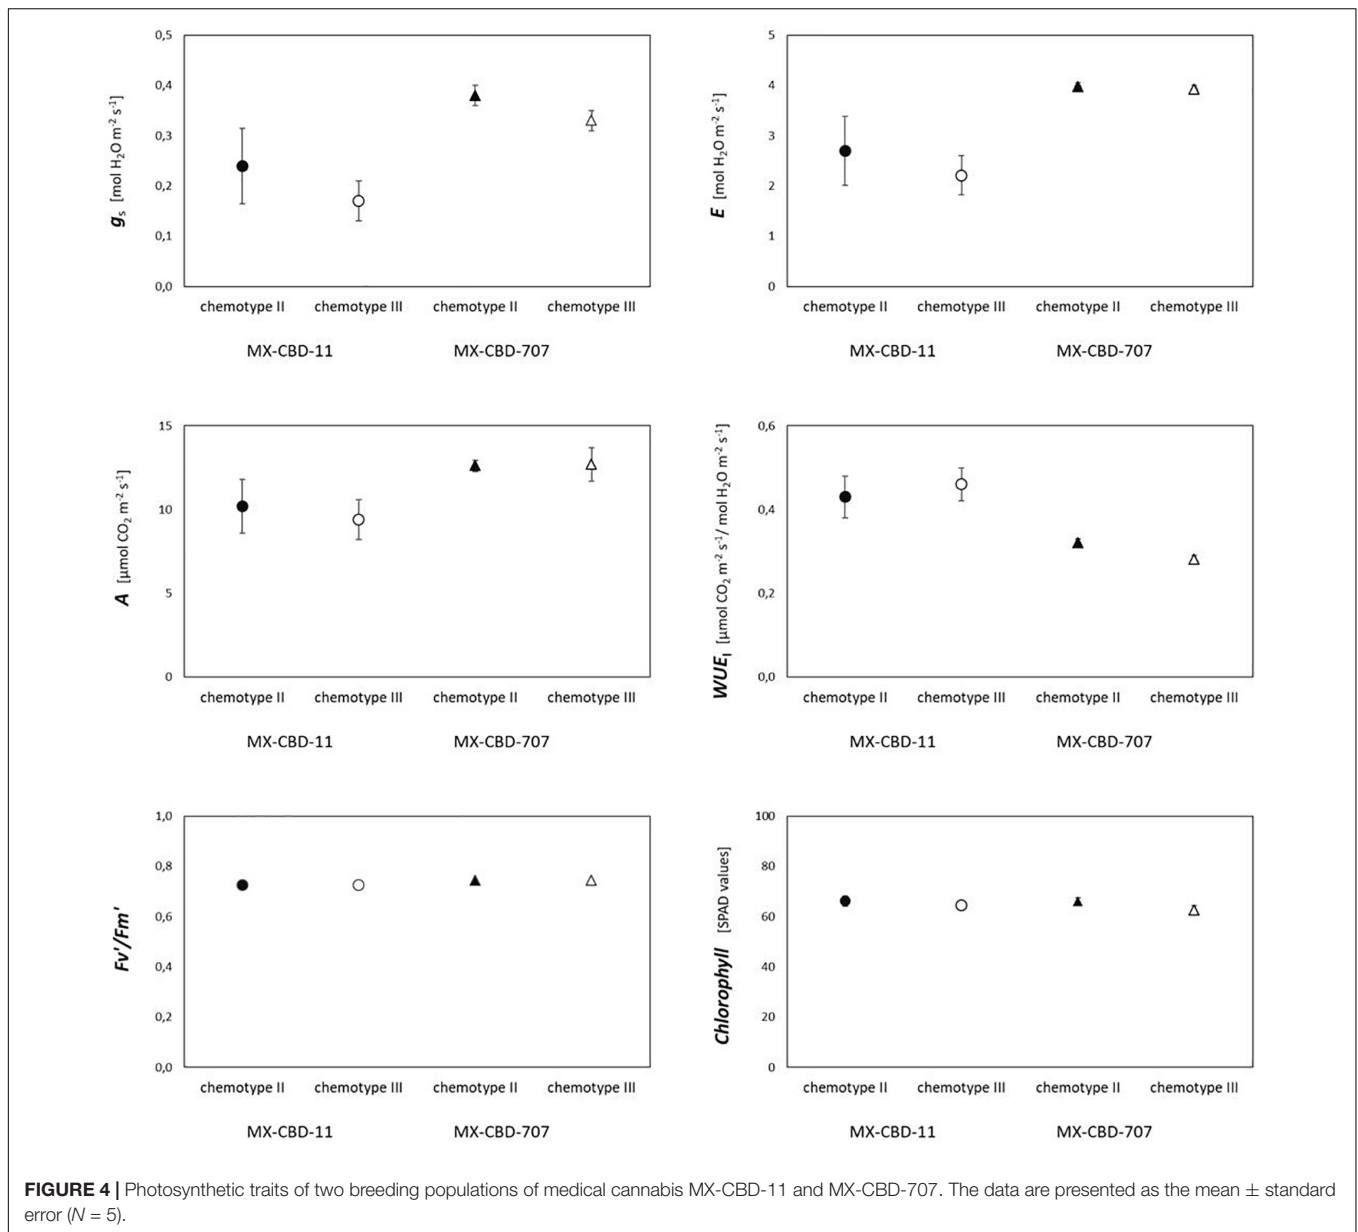 0,5
0,4
0,3
0,2
0,1
0,0
gs [mol H2O m-2 s-1]
chemotype II chemotype III chemotype II chemotype III
MX-CBD-11 MX-CBD-707
5
4
3
2
1
0
E [mol H2O m-2 s-1]
chemotype II chemotype III chemotype II chemotype III
MX-CBD-11 MX-CBD-707
15
10
5
0
A [µmol CO2 m-2 s-1]
chemotype II chemotype III chemotype II chemotype III
MX-CBD-11 MX-CBD-707
0,6
0,4
0,2
0,0
WUEI [µmol CO2 m-2 s-1/ mol H2O m-2 s-1]
chemotype II chemotype III chemotype II chemotype III
MX-CBD-11 MX-CBD-707
1,0
0,8
0,6
0,4
0,2
0,0
Fv'/Fm'
chemotype II chemotype III chemotype II chemotype III
MX-CBD-11 MX-CBD-707
100
80
60
40
20
0
Chlorophyll [SPAD values]
chemotype II chemotype III chemotype II chemotype III
MX-CBD-11 MX-CBD-707
FIGURE 4 | Photosynthetic traits of two breeding populations of medical cannabis MX-CBD-11 and MX-CBD-707. The data are presented as the mean ± standard
error (N = 5).